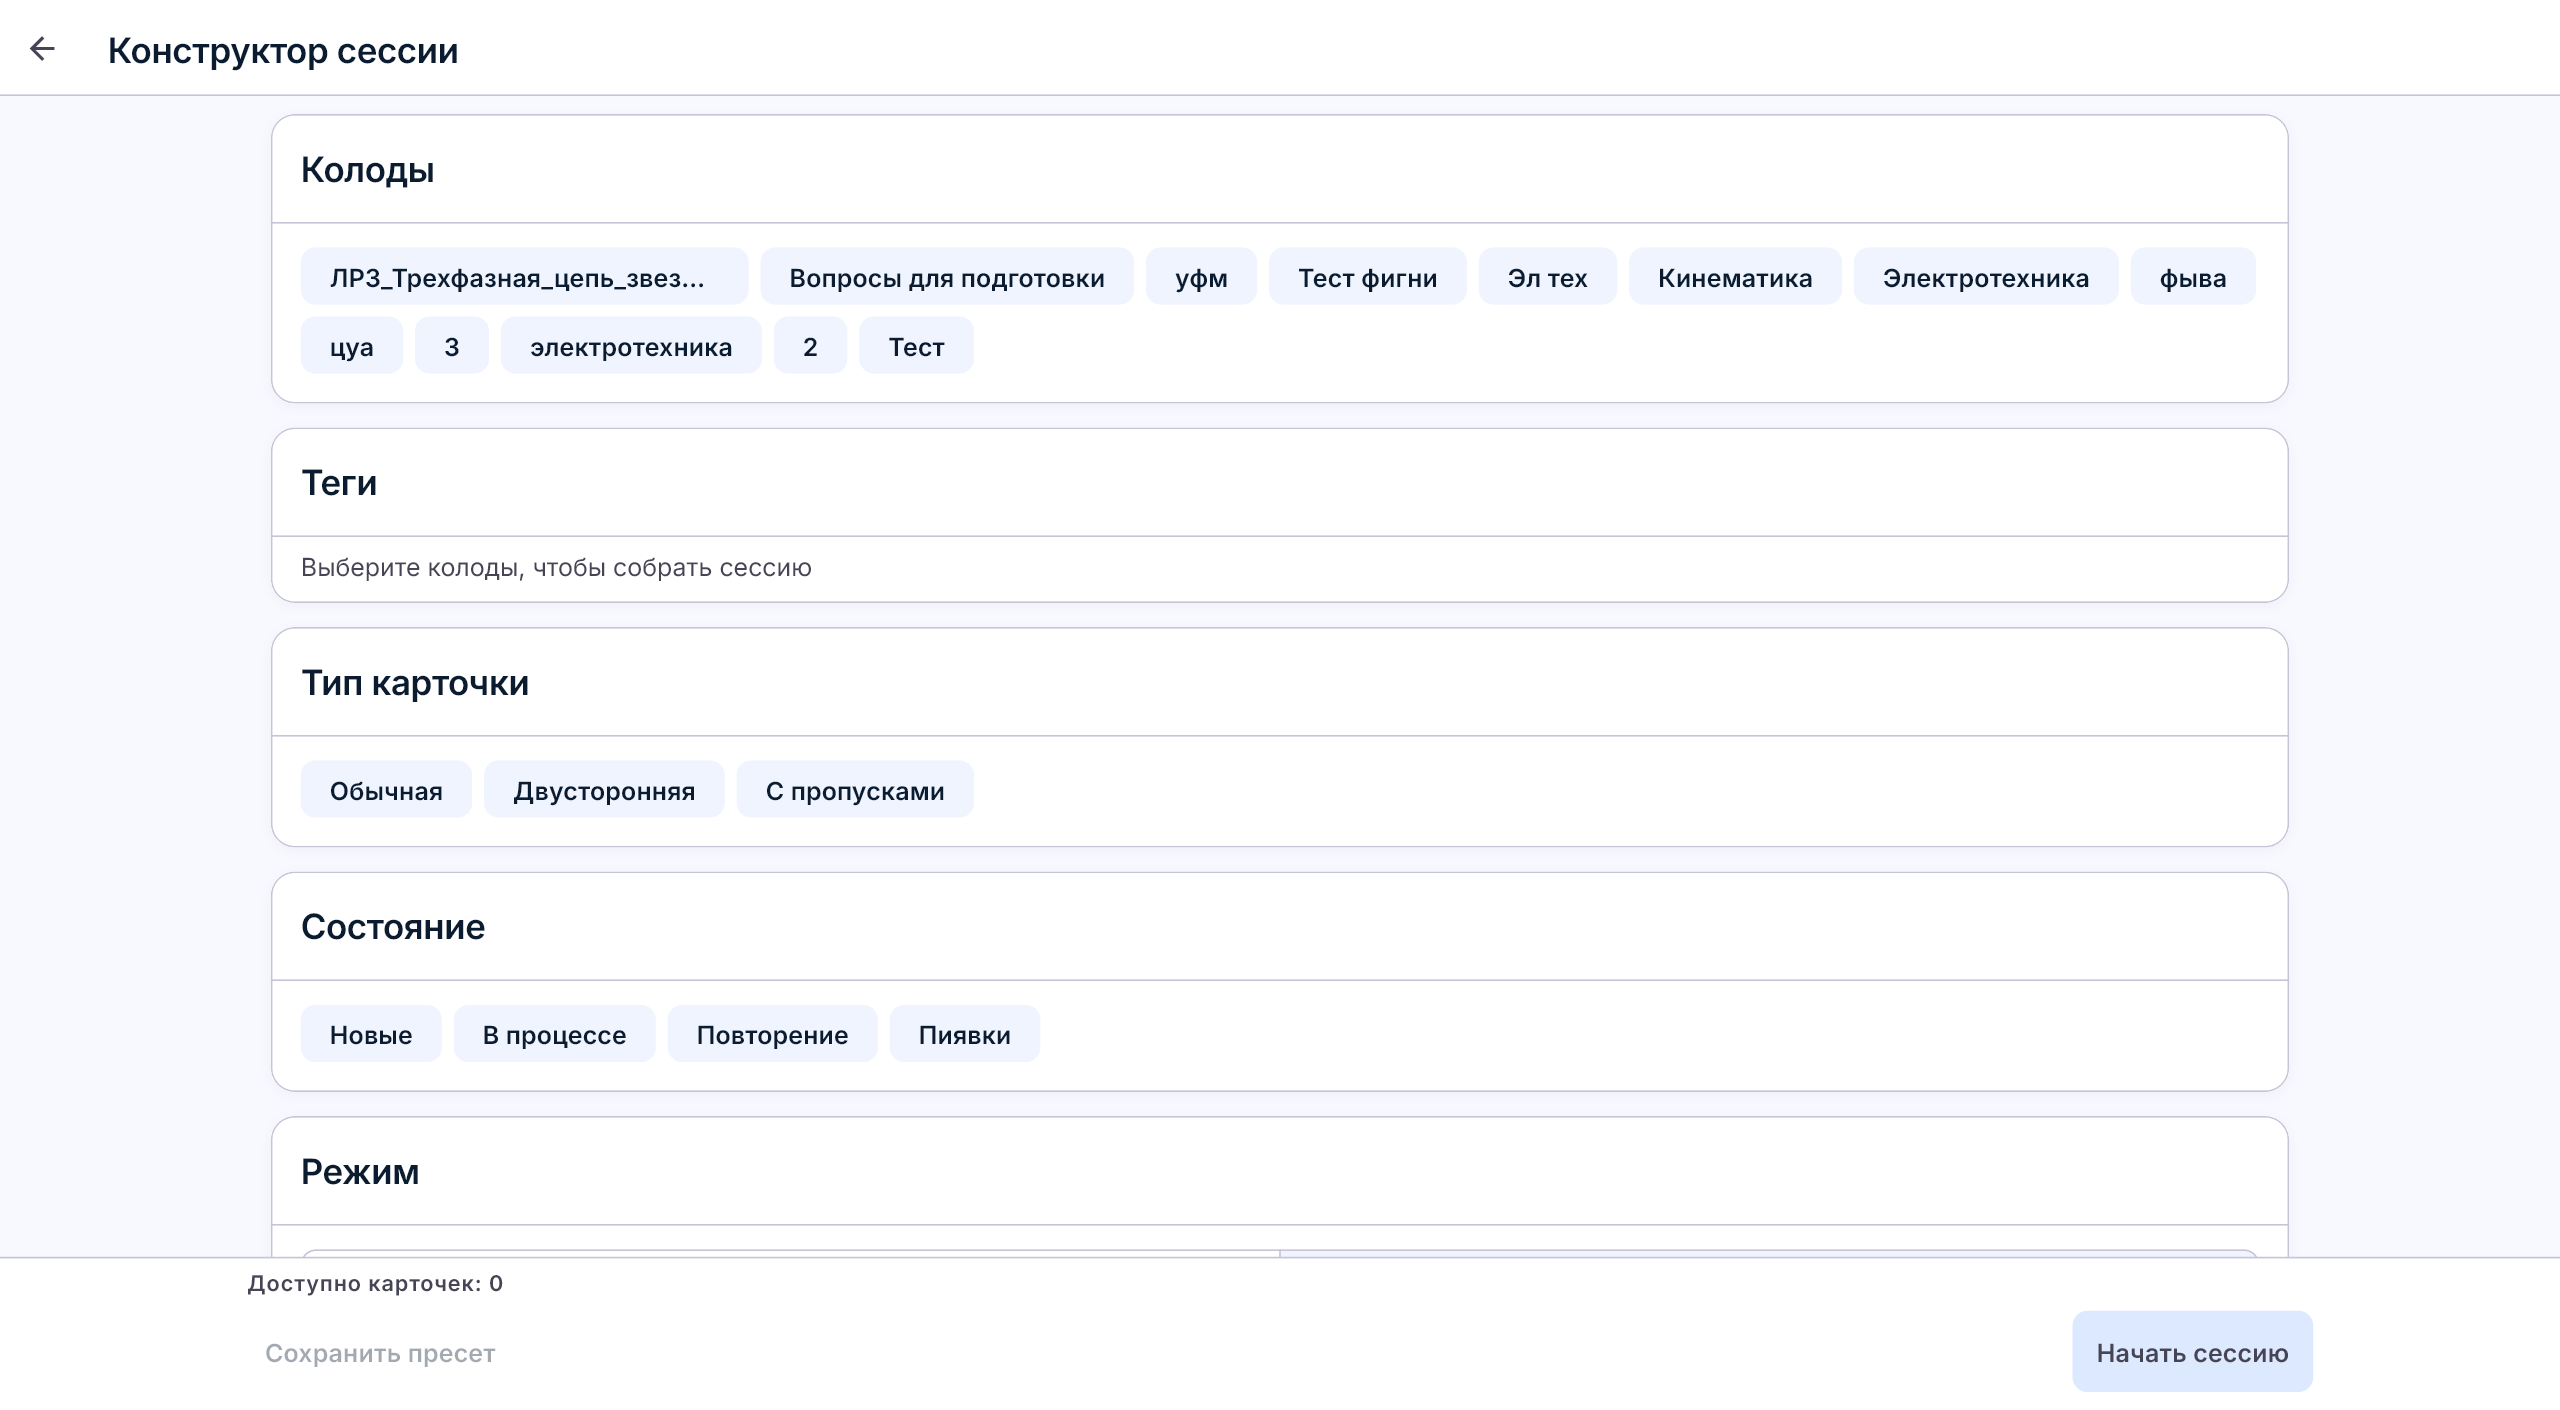 Конструктор сессии
Колоды
ЛР3_Трехфазная_цепь_звез... Вопросы для подготовки уфм Тест фигни Эл тех Кинематика Электротехника фыва
цуа 3 электротехника 2 Тест
Теги
Выберите колоды, чтобы собрать сессию
Тип карточки
Обычная Двусторонняя С пропусками
Состояние
Новые В процессе Повторение Пиявки
Режим
Доступно карточек: 0
Сохранить пресет Начать сессию